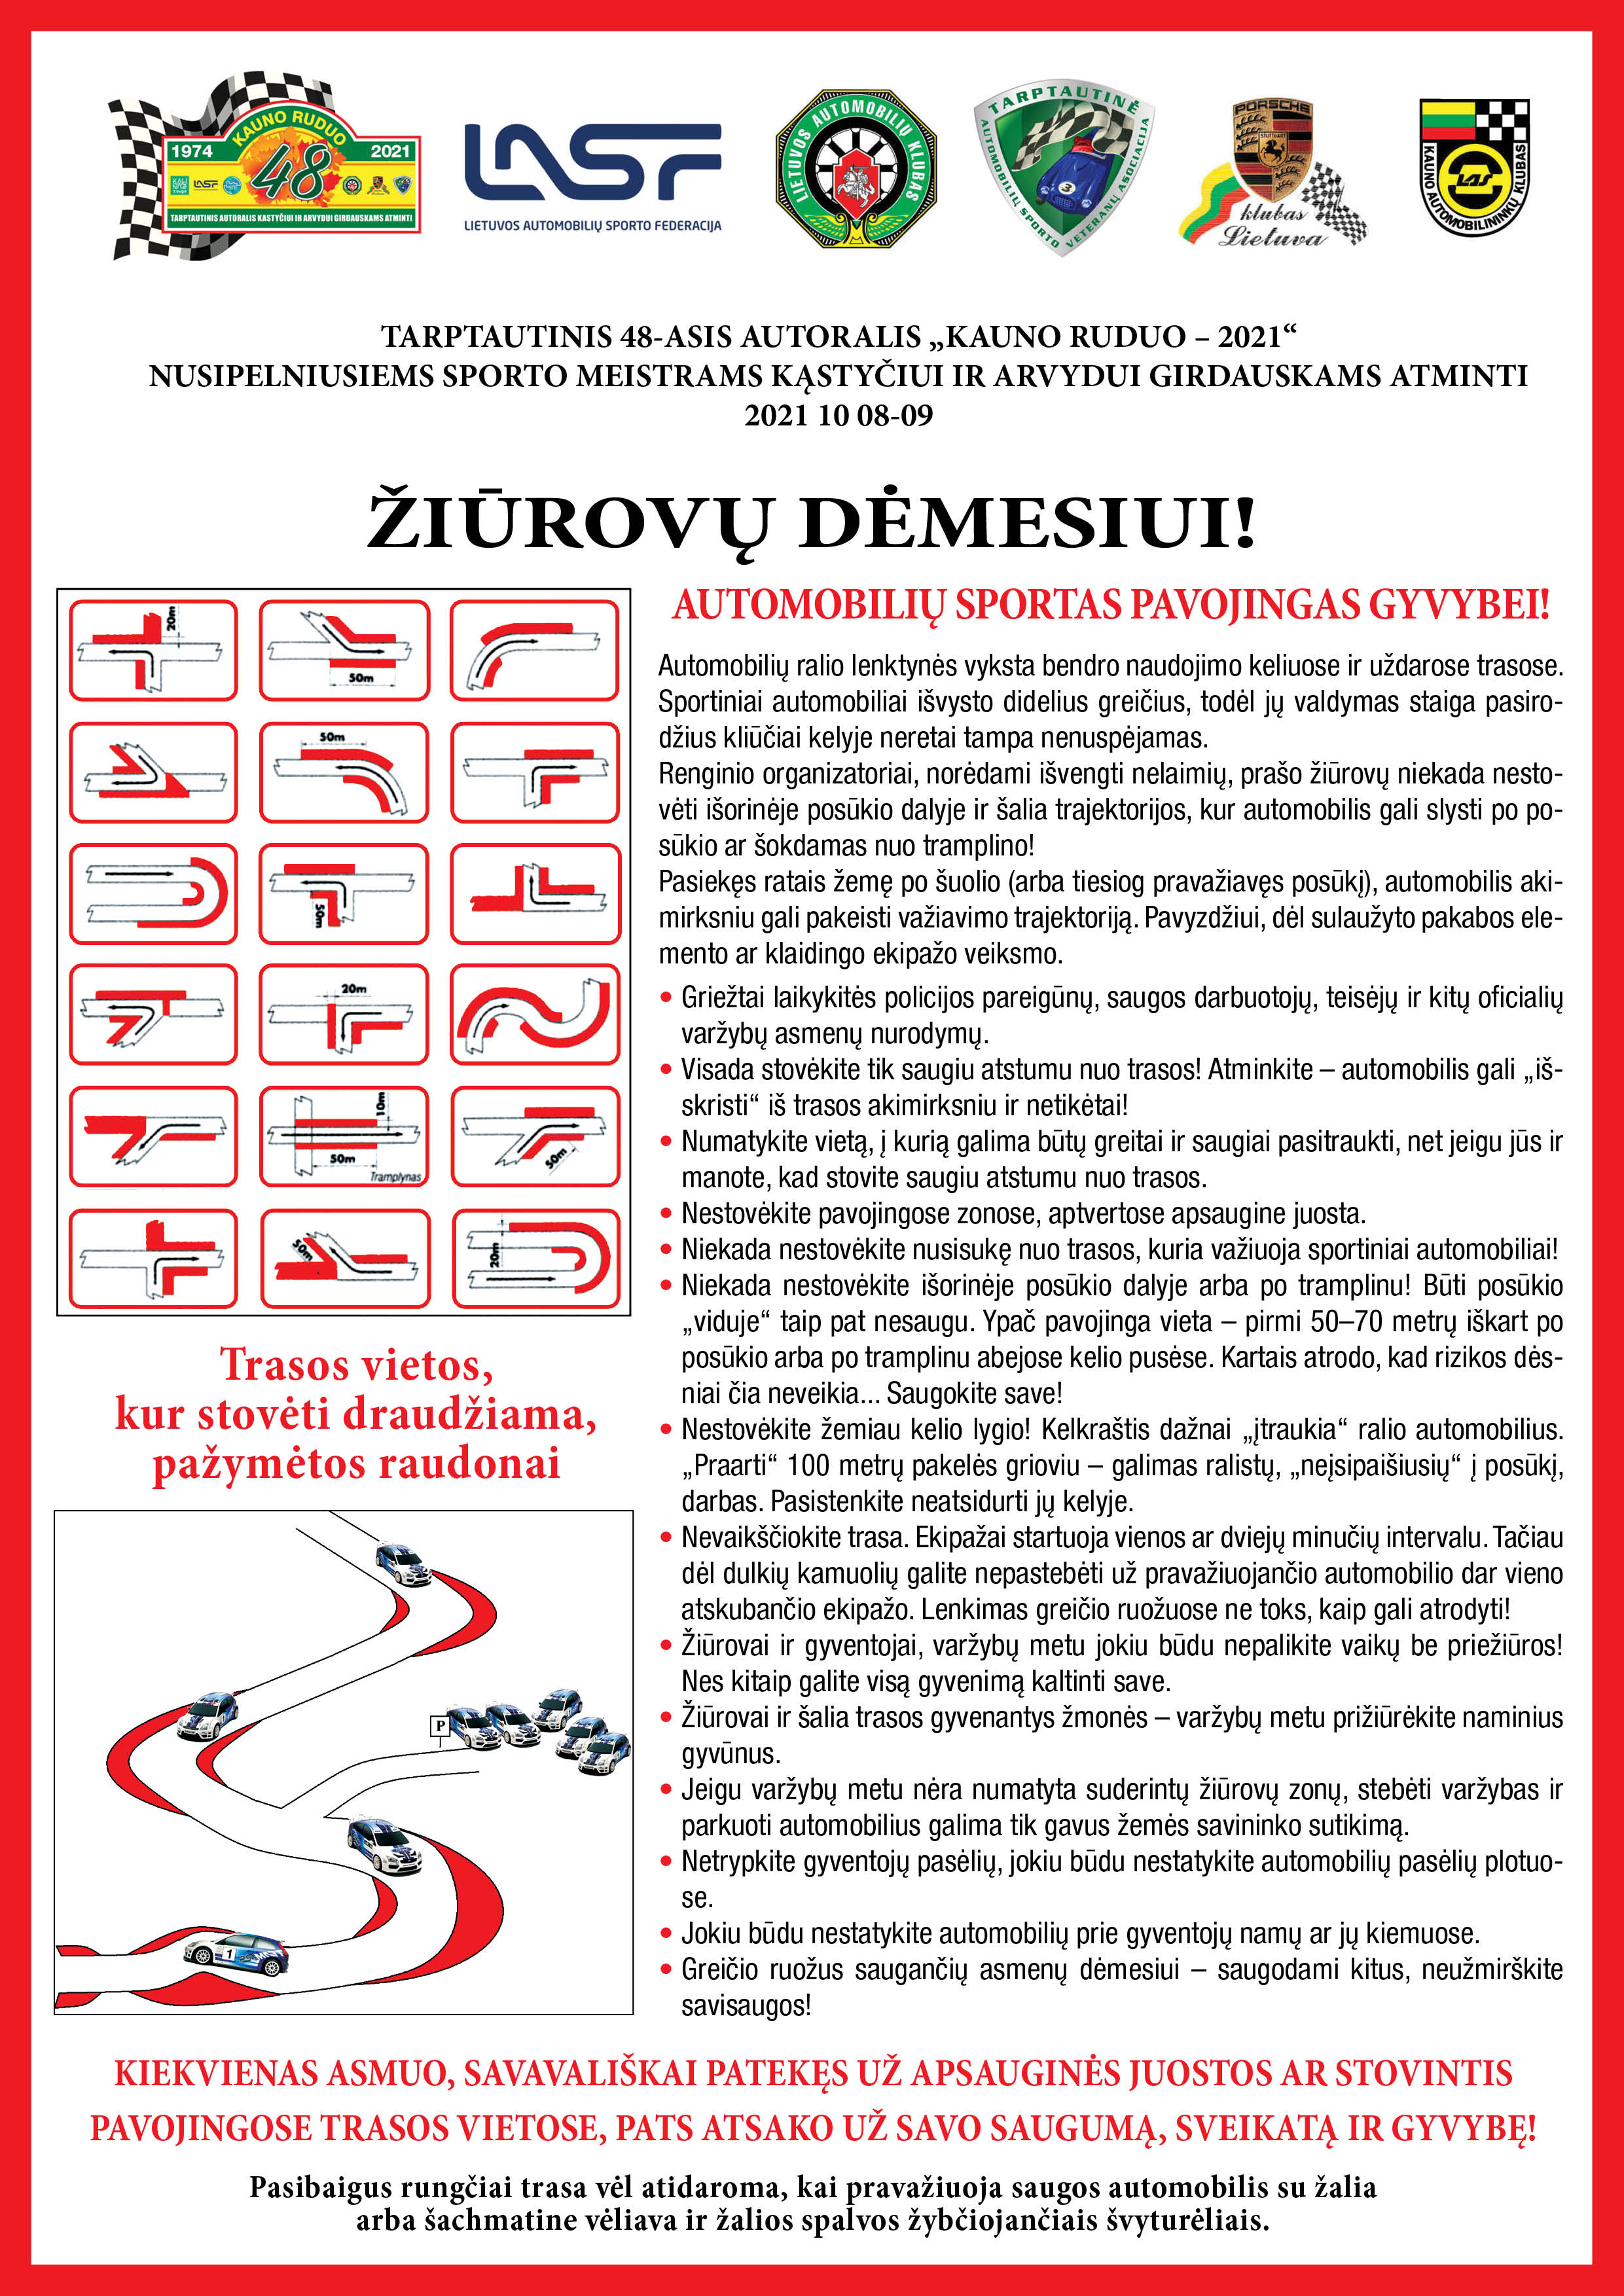 KAUNO RUDUO
1974
48
2021
TARPTAUTINIS AUTORALIS KASTYČIUI IR ARVYDUI GIRDAUSKAMS ATMINTI
LASF
LIETUVOS AUTOMOBILIŲ SPORTO FEDERACIJA
LIETUVOS AUTOMOBILIŲ KLUBAS
TARPTAUTINĖ
AUTOMOBILIŲ SPORTO VETERANŲ ASOCIACIJA
3
PORSCHE
STUTTGART
klubas
Lietuva
LAS
KAUNO AUTOMOBILININKŲ KLUBAS
TARPTAUTINIS 48-ASIS AUTORALIS „KAUNO RUDUO – 2021“
NUSIPELNIUSIEMS SPORTO MEISTRAMS KĄSTYČIUI IR ARVYDUI GIRDAUSKAMS ATMINTI
2021 10 08-09
ŽIŪROVŲ DĖMESIUI!
20m
50m
50m
50m
20m
10m
50m
Tramplynas
50m
50m
20m
Trasos vietos,
kur stovėti draudžiama,
pažymėtos raudonai
P
1
AUTOMOBILIŲ SPORTAS PAVOJINGAS GYVYBEI!
Automobilių ralio lenktynės vyksta bendro naudojimo keliuose ir uždarose trasose.
Sportiniai automobiliai išvysto didelius greičius, todėl jų valdymas staiga pasiro-
džius kliūčiai kelyje neretai tampa nenuspėjamas.
Renginio organizatoriai, norėdami išvengti nelaimių, prašo žiūrovų niekada nesto-
vėti išorinėje posūkio dalyje ir šalia trajektorijos, kur automobilis gali slysti po po-
sūkio ar šokdamas nuo tramplino!
Pasiekęs ratais žemę po šuolio (arba tiesiog pravažiavęs posūkį), automobilis aki-
mirksniu gali pakeisti važiavimo trajektoriją. Pavyzdžiui, dėl sulaužyto pakabos ele-
mento ar klaidingo ekipažo veiksmo.
• Griežtai laikykitės policijos pareigūnų, saugos darbuotojų, teisėjų ir kitų oficialių
varžybų asmenų nurodymų.
• Visada stovėkite tik saugiu atstumu nuo trasos! Atminkite – automobilis gali „iš-
skristi“ iš trasos akimirksniu ir netikėtai!
• Numatykite vietą, į kurią galima būtų greitai ir saugiai pasitraukti, net jeigu jūs ir
manote, kad stovite saugiu atstumu nuo trasos.
• Nestovėkite pavojingose zonose, aptvertose apsaugine juosta.
• Niekada nestovėkite nusisukę nuo trasos, kuria važiuoja sportiniai automobiliai!
• Niekada nestovėkite išorinėje posūkio dalyje arba po tramplinu! Būti posūkio
„viduje“ taip pat nesaugu. Ypač pavojinga vieta – pirmi 50–70 metrų iškart po
posūkio arba po tramplinu abejose kelio pusėse. Kartais atrodo, kad rizikos dės-
niai čia neveikia... Saugokite save!
• Nestovėkite žemiau kelio lygio! Kelkraštis dažnai „įtraukia“ ralio automobilius.
„Praarti“ 100 metrų pakelės grioviu – galimas ralistų, „neįsipaišiusių“ į posūkį,
darbas. Pasistenkite neatsidurti jų kelyje.
• Nevaikščiokite trasa. Ekipažai startuoja vienos ar dviejų minučių intervalu. Tačiau
dėl dulkių kamuolių galite nepastebėti už pravažiuojančio automobilio dar vieno
atskubančio ekipažo. Lenkimas greičio ruožuose ne toks, kaip gali atrodyti!
• Žiūrovai ir gyventojai, varžybų metu jokiu būdu nepalikite vaikų be priežiūros!
Nes kitaip galite visą gyvenimą kaltinti save.
• Žiūrovai ir šalia trasos gyvenantys žmonės – varžybų metu prižiūrėkite naminius
gyvūnus.
• Jeigu varžybų metu nėra numatyta suderintų žiūrovų zonų, stebėti varžybas ir
parkuoti automobilius galima tik gavus žemės savininko sutikimą.
• Netrypkite gyventojų pasėlių, jokiu būdu nestatykite automobilių pasėlių plotuo-
se.
• Jokiu būdu nestatykite automobilių prie gyventojų namų ar jų kiemuose.
• Greičio ruožus saugančių asmenų dėmesiui – saugodami kitus, neužmirškite
savisaugos!
KIEKVIENAS ASMUO, SAVAVALIŠKAI PATEKĘS UŽ APSAUGINĖS JUOSTOS AR STOVINTIS
PAVOJINGOSE TRASOS VIETOSE, PATS ATSAKO UŽ SAVO SAUGUMĄ, SVEIKATĄ IR GYVYBĘ!
Pasibaigus rungčiai trasa vėl atidaroma, kai pravažiuoja saugos automobilis su žalia
arba šachmatine vėliava ir žalios spalvos žybčiojančiais švyturėliais.